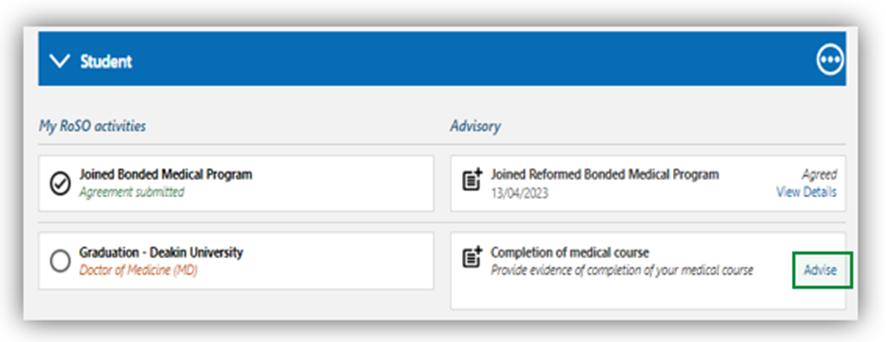 Student
My RoSO activities
Advisory
Joined Bonded Medical Program
Agreement submitted
Joined Reformed Bonded Medical Program
Agreed
13/04/2023
View Details
Graduation - Deakin University
Doctor of Medicine (MD)
Completion of medical course
Provide evidence of completion of your medical course
Advise